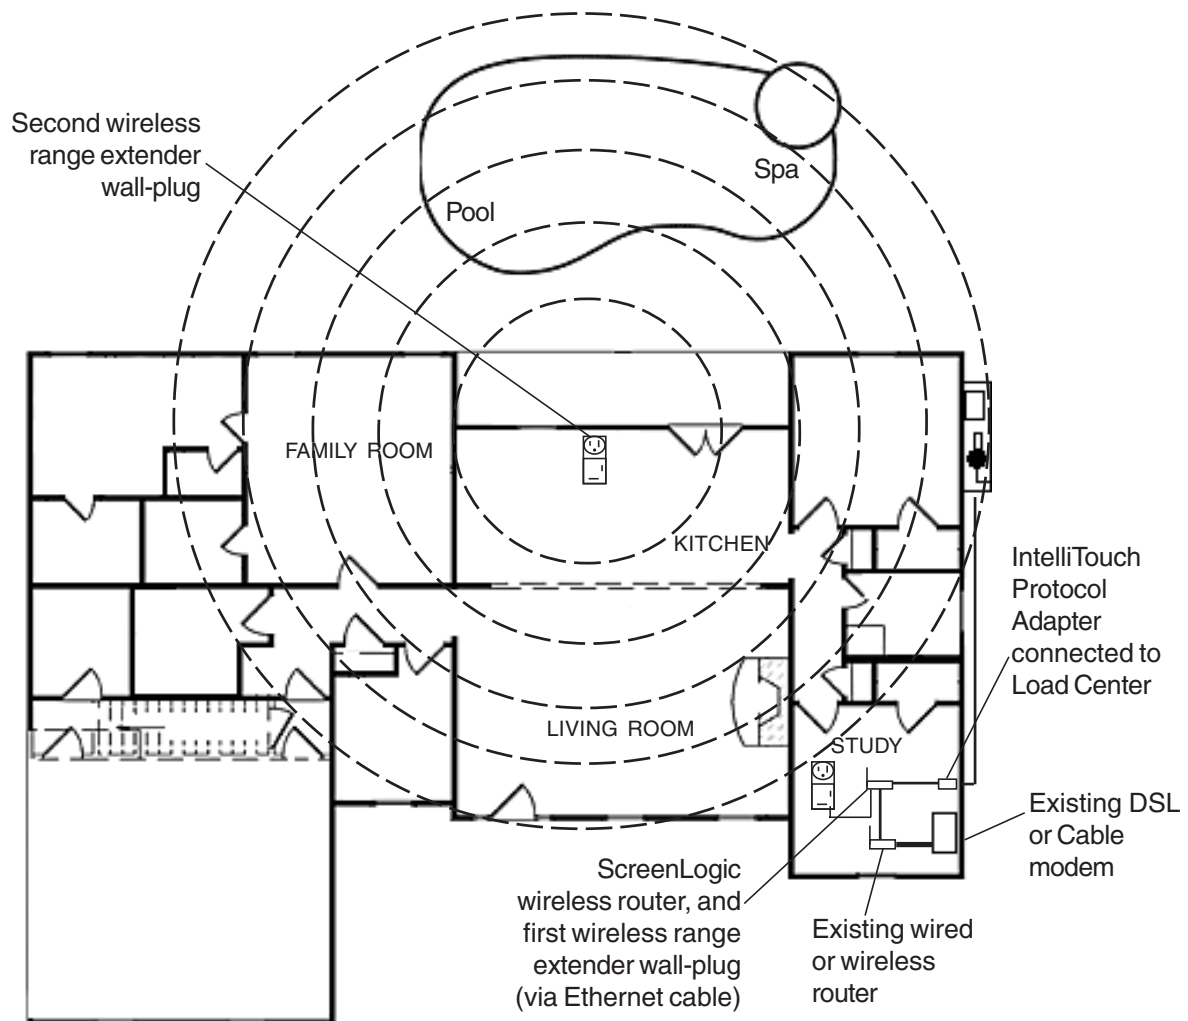 Second wireless
range extender
wall-plug
Spa
Pool
FAMILY ROOM
KITCHEN
IntelliTouch
Protocol
Adapter
connected to
Load Center
LIVING ROOM
STUDY
Existing DSL
or Cable
modem
ScreenLogic
wireless router, and
first wireless range
extender wall-plug
(via Ethernet cable)
Existing wired
or wireless
router